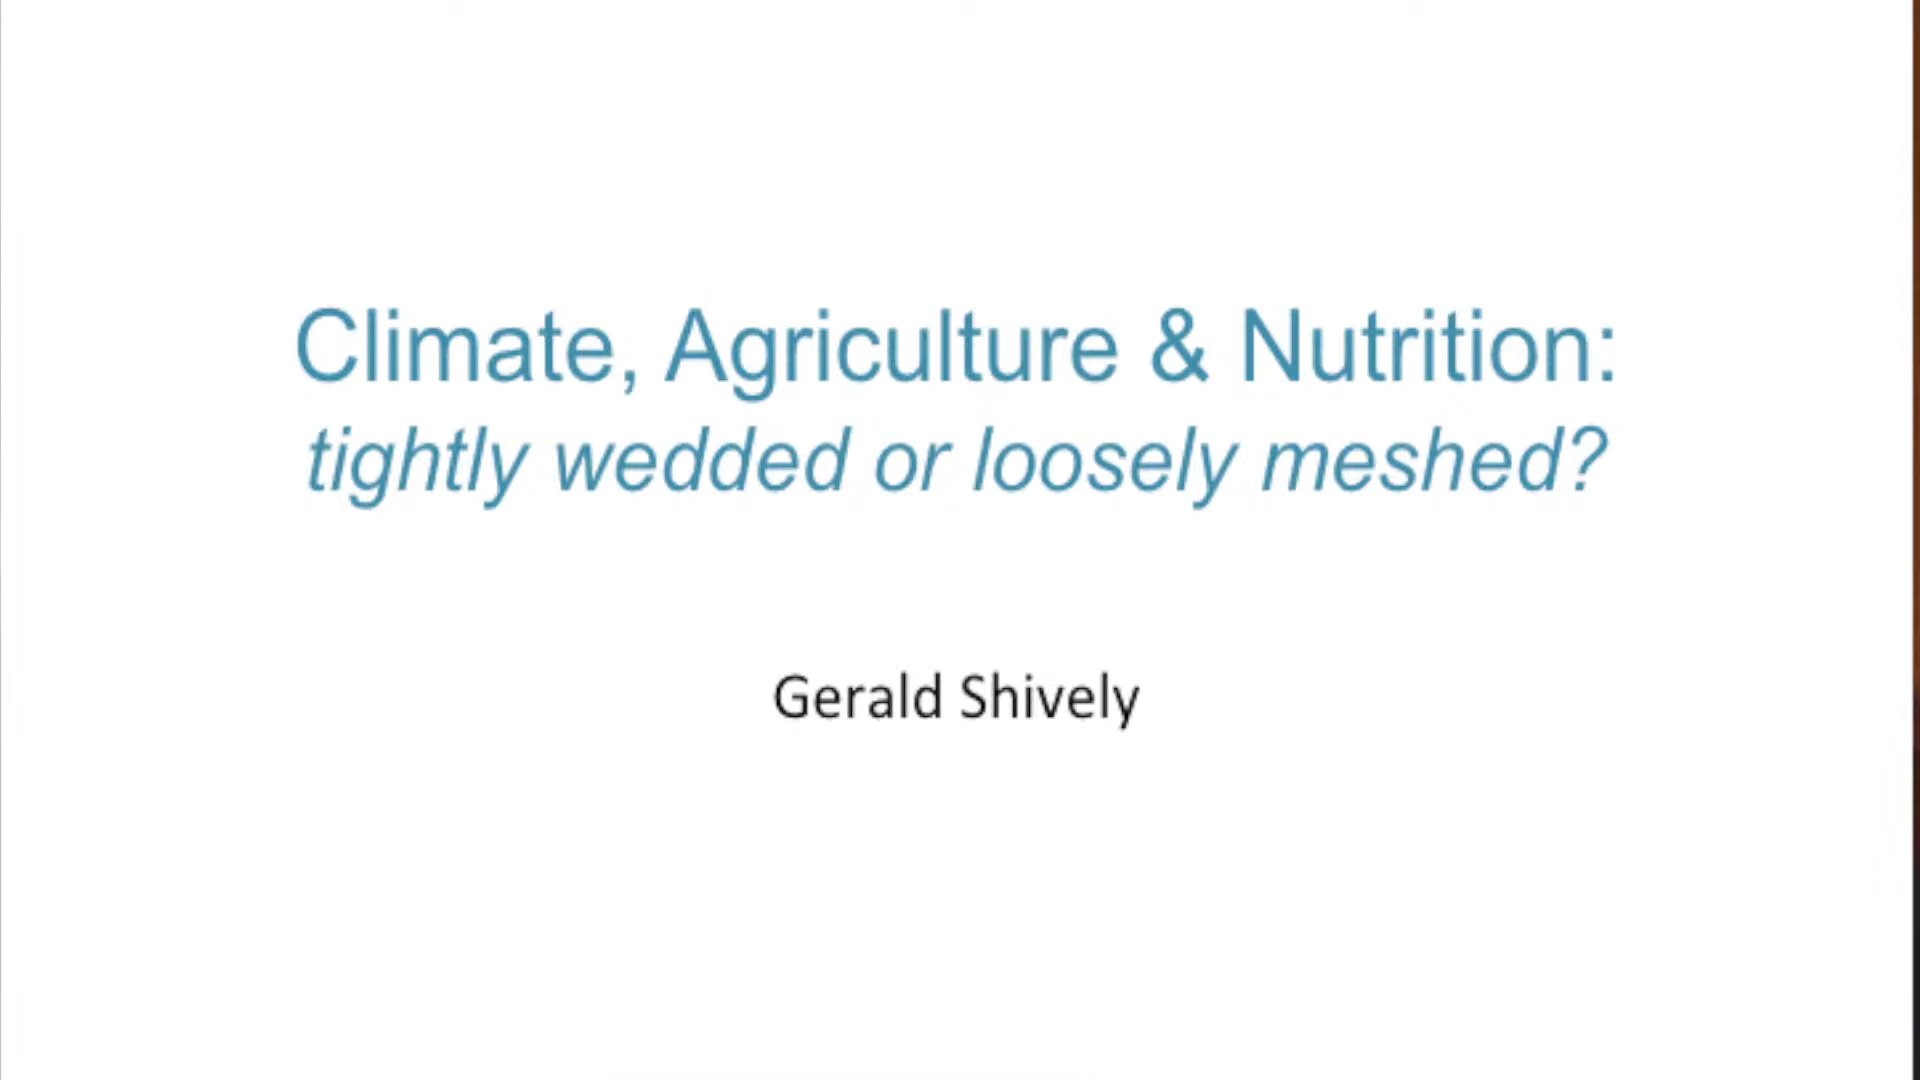 Climate, Agriculture & Nutrition:
tightly wedded or loosely meshed?
Gerald Shively